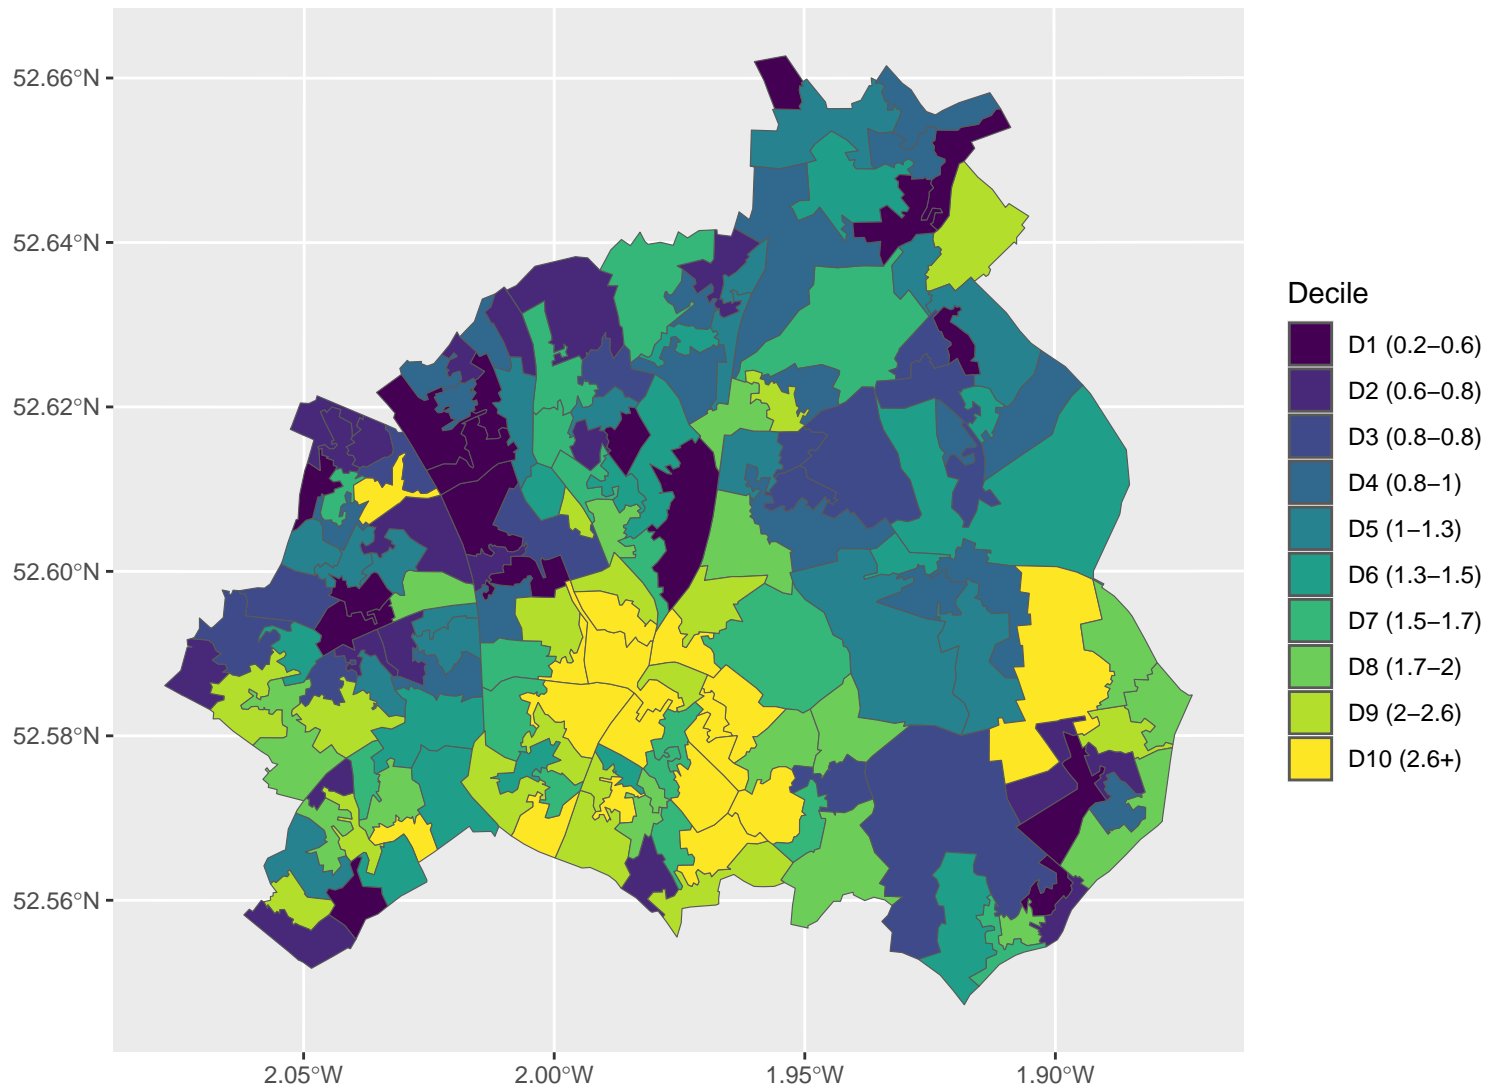 52.66°N
52.64°N
52.62°N
52.60°N
52.58°N
52.56°N
2.05°W
2.00°W
1.95°W
1.90°W
Decile
D1 (0.2−0.6)
D2 (0.6−0.8)
D3 (0.8−0.8)
D4 (0.8−1)
D5 (1−1.3)
D6 (1.3−1.5)
D7 (1.5−1.7)
D8 (1.7−2)
D9 (2−2.6)
D10 (2.6+)